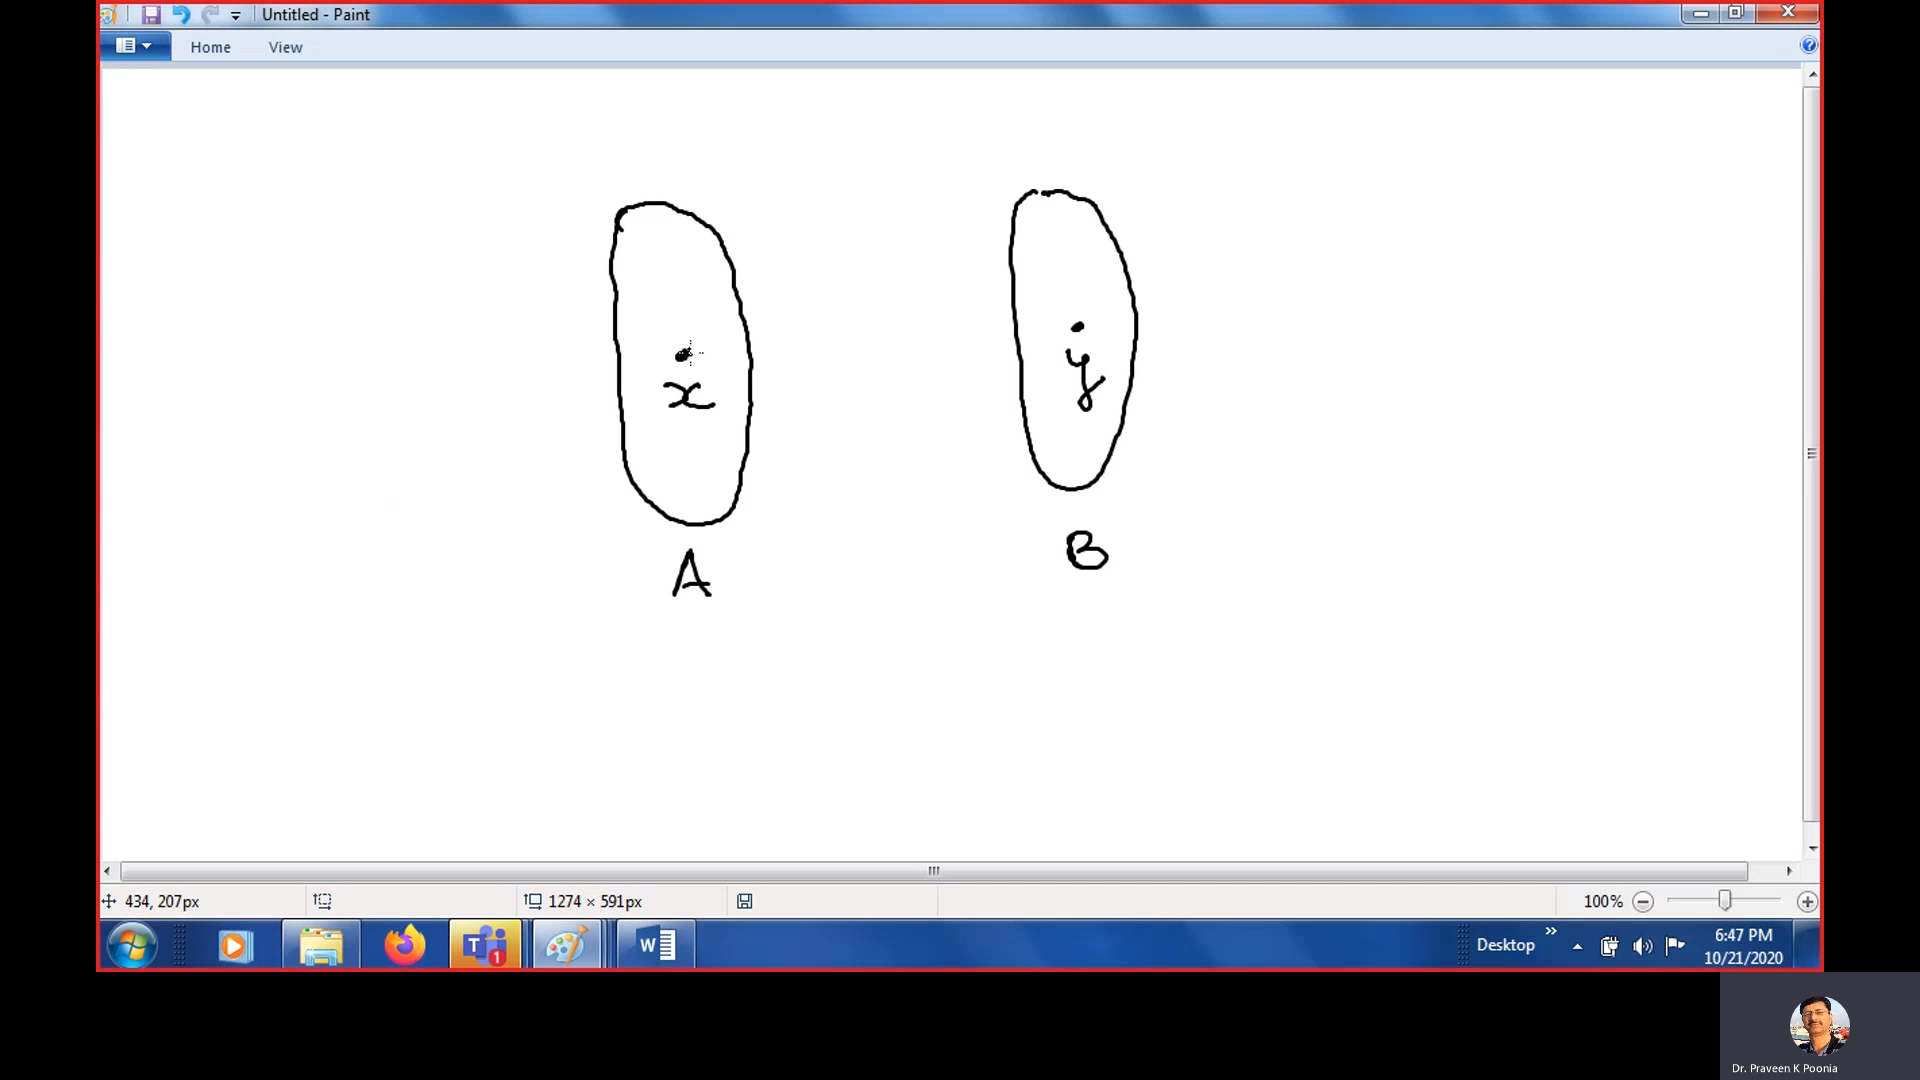 Untitled - Paint
Home View
x
y
A
B
434, 207px
1274 × 591px
100%
T 1
W
Desktop
6:47 PM
10/21/2020
Dr. Praveen K Poonia